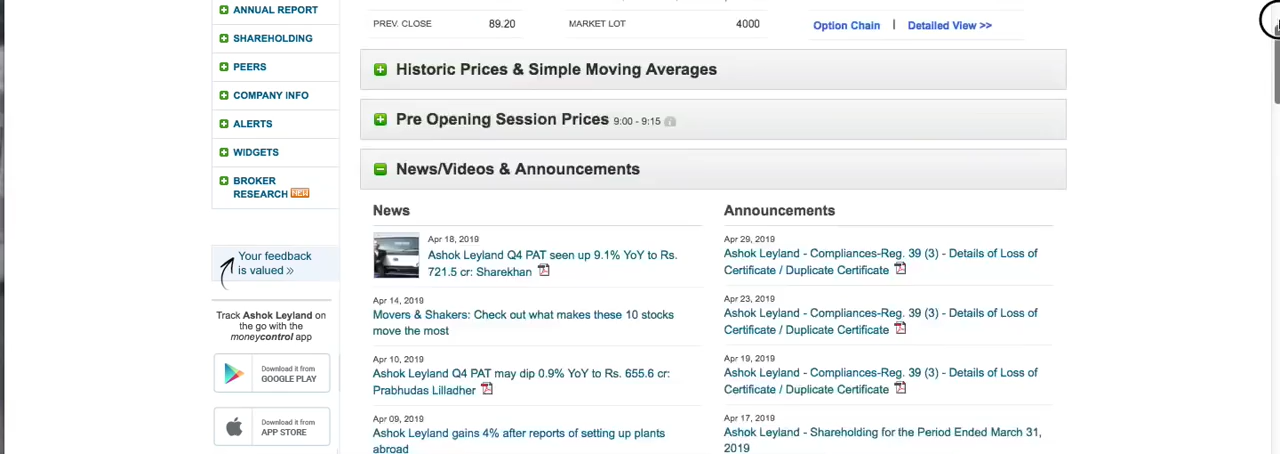 ANNUAL REPORT
SHAREHOLDING
PEERS
COMPANY INFO
ALERTS
WIDGETS
BROKER
RESEARCH NEW
Your feedback
is valued »
Track Ashok Leyland on
the go with the
moneycontrol app
Download it from
GOOGLE PLAY
Download it from
APP STORE
PREV. CLOSE 89.20 MARKET LOT 4000
Option Chain | Detailed View >>
Historic Prices & Simple Moving Averages
Pre Opening Session Prices 9:00 - 9:15
News/Videos & Announcements
News
Apr 18, 2019
Ashok Leyland Q4 PAT seen up 9.1% YoY to Rs.
721.5 cr: Sharekhan
Apr 14, 2019
Movers & Shakers: Check out what makes these 10 stocks
move the most
Apr 10, 2019
Ashok Leyland Q4 PAT may dip 0.9% YoY to Rs. 655.6 cr:
Prabhudas Lilladher
Apr 09, 2019
Ashok Leyland gains 4% after reports of setting up plants
abroad
Announcements
Apr 29, 2019
Ashok Leyland - Compliances-Reg. 39 (3) - Details of Loss of
Certificate / Duplicate Certificate
Apr 23, 2019
Ashok Leyland - Compliances-Reg. 39 (3) - Details of Loss of
Certificate / Duplicate Certificate
Apr 19, 2019
Ashok Leyland - Compliances-Reg. 39 (3) - Details of Loss of
Certificate / Duplicate Certificate
Apr 17, 2019
Ashok Leyland - Shareholding for the Period Ended March 31,
2019